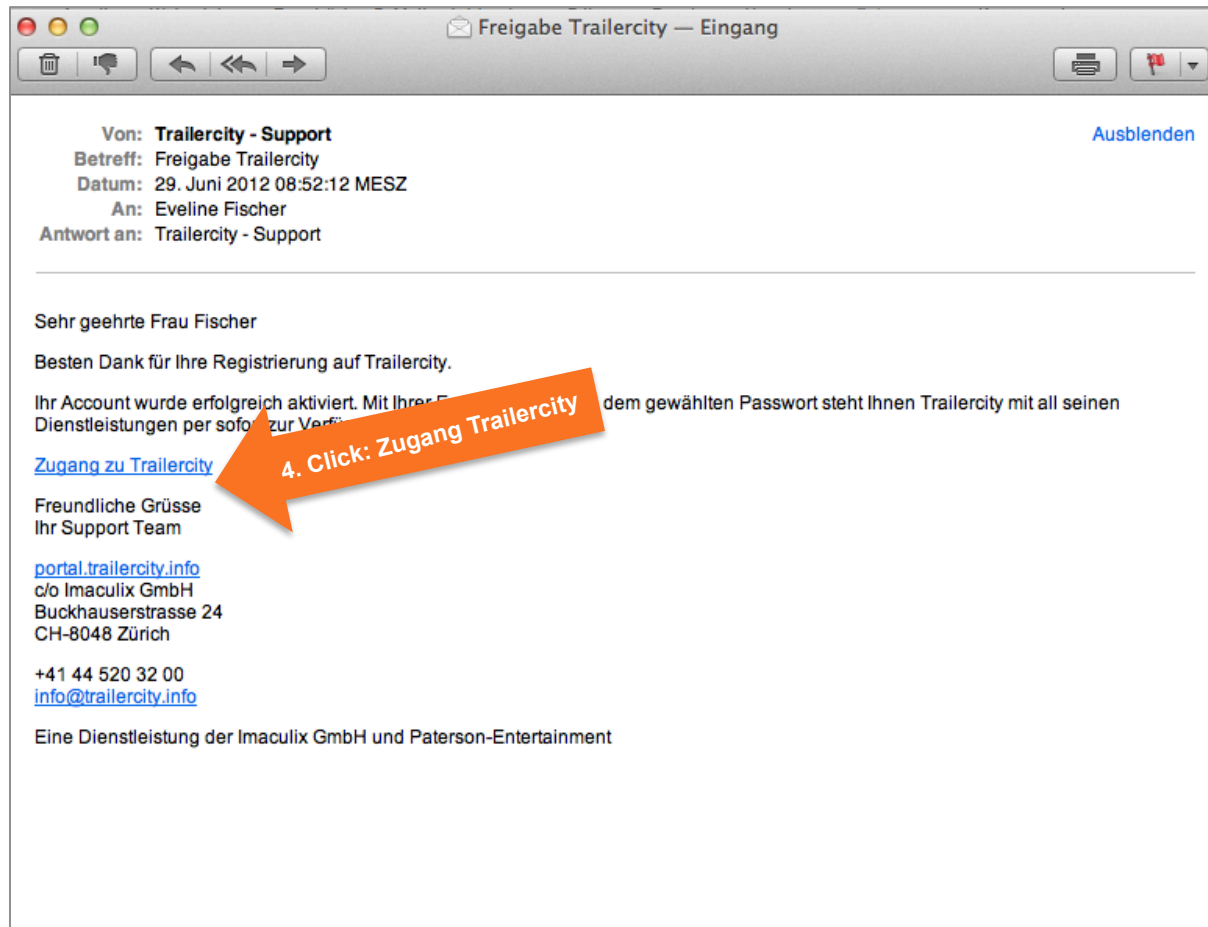 Freigabe Trailercity — Eingang
Von: Trailercity - Support
Ausblenden
Betreff: Freigabe Trailercity
Datum: 29. Juni 2012 08:52:12 MESZ
An: Eveline Fischer
Antwort an: Trailercity - Support
Sehr geehrte Frau Fischer
Besten Dank für Ihre Registrierung auf Trailercity.
Ihr Account wurde erfolgreich aktiviert. Mit Ihrer dem gewählten Passwort steht Ihnen Trailercity mit all seinen
Dienstleistungen per sofort zur
4. Click: Zugang Trailercity
Zugang zu Trailercity
Freundliche Grüsse
Ihr Support Team
portal.trailercity.info
c/o Imaculix GmbH
Buckhauserstrasse 24
CH-8048 Zürich
+41 44 520 32 00
info@trailercity.info
Eine Dienstleistung der Imaculix GmbH und Paterson-Entertainment